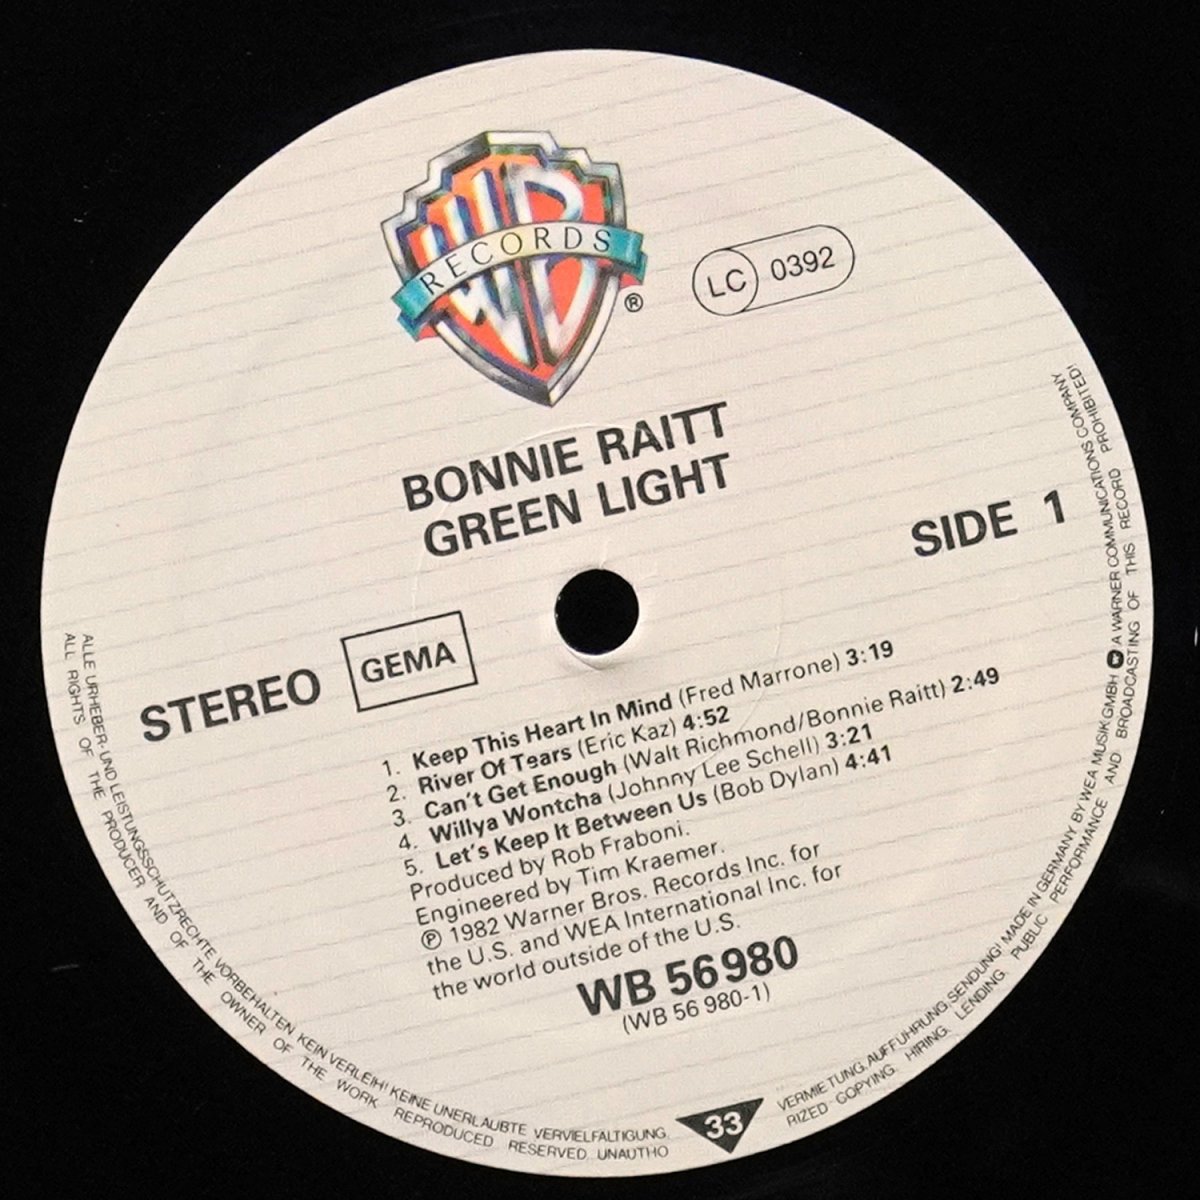 WB
RECORDS
®
LC 0392
BONNIE RAITT
GREEN LIGHT
SIDE 1
STEREO
GEMA
1. Keep This Heart In Mind (Fred Marrone) 3:19
2. River Of Tears (Eric Kaz) 4:52
3. Can't Get Enough (Walt Richmond/Bonnie Raitt) 2:49
4. Willya Wontcha (Johnny Lee Schell) 3:21
5. Let's Keep It Between Us (Bob Dylan) 4:41
Produced by Rob Fraboni.
Engineered by Tim Kraemer.
℗ 1982 Warner Bros. Records Inc. for
the U.S. and WEA International Inc. for
the world outside of the U.S.
WB 56 980
(WB 56 980-1)
33
ALLE URHEBER- UND LEISTUNGSSCHUTZRECHTE VORBEHALTEN. KEIN VERLEIH! KEINE UNERLAUBTE VERVIELFÄLTIGUNG, VERMIETUNG, AUFFÜHRUNG, SENDUNG! MADE IN GERMANY BY WEA MUSIK GMBH A WARNER COMMUNICATIONS COMPANY
ALL RIGHTS OF THE PRODUCER AND OF THE OWNER OF THE WORK REPRODUCED RESERVED. UNAUTHORIZED COPYING, HIRING, LENDING, PUBLIC PERFORMANCE AND BROADCASTING OF THIS RECORD PROHIBITED!